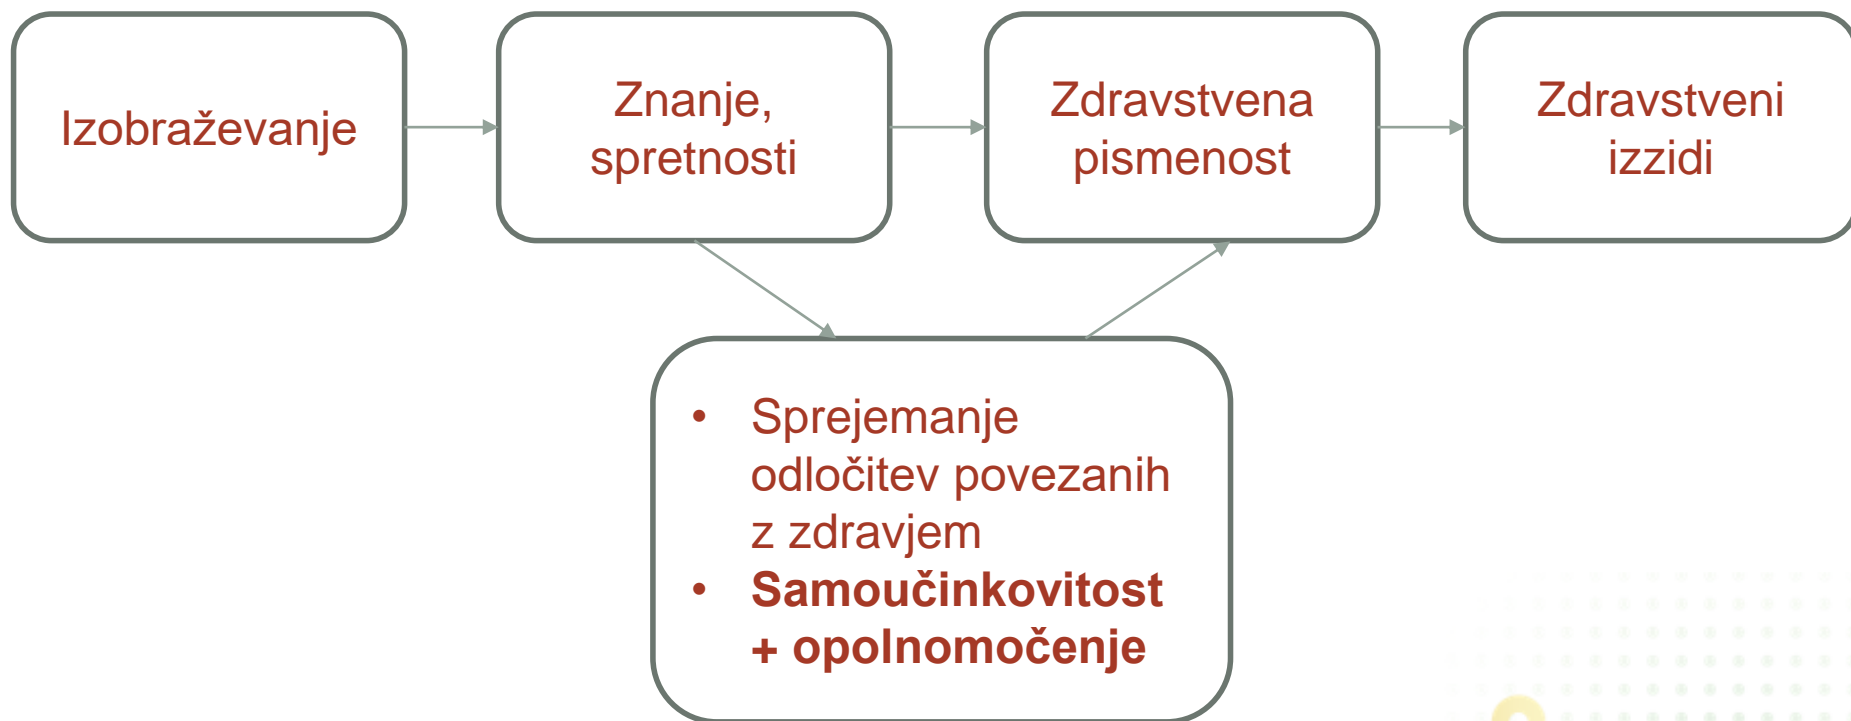 Izobraževanje
Znanje,
spretnosti
Zdravstvena
pismenost
Zdravstveni
izzidi
• Sprejemanje
odločitev povezanih
z zdravjem
• Samoučinkovitost
+ opolnomočenje